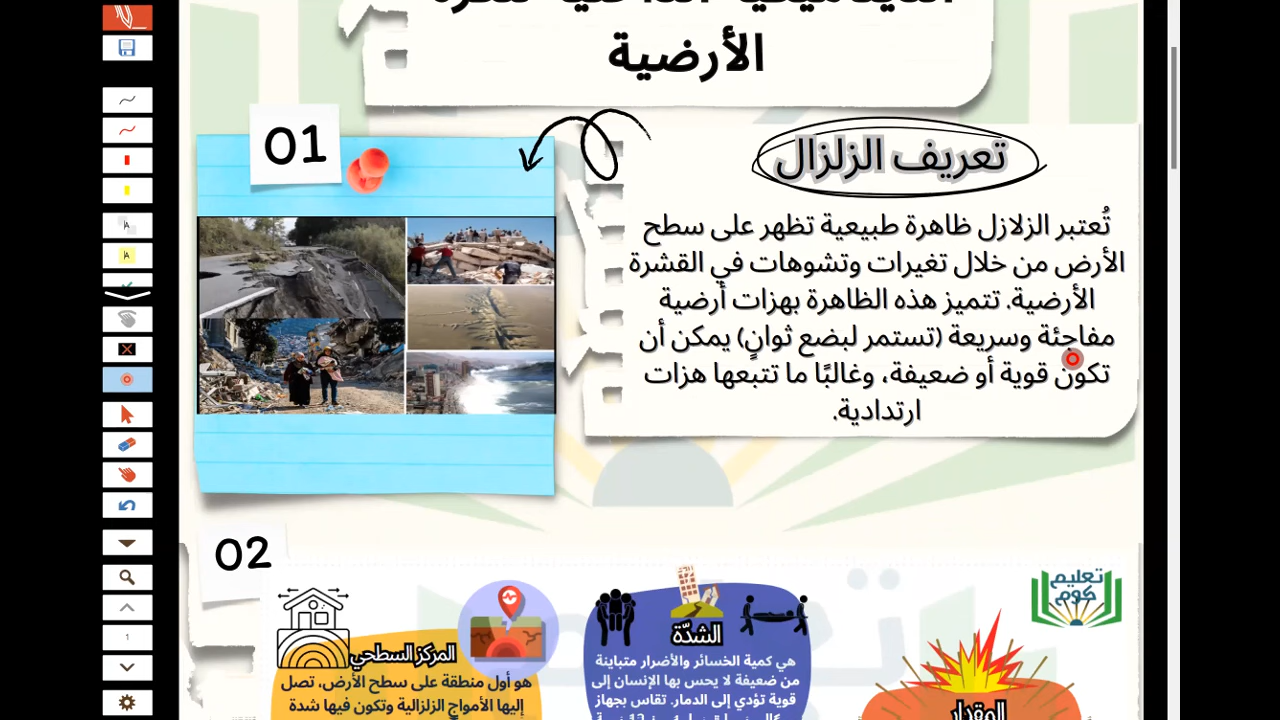 الأرضية
01
تعريف الزلزال
تُعتبر الزلازل ظاهرة طبيعية تظهر على سطح
الأرض من خلال تغيرات وتشوهات في القشرة
الأرضية. تتميز هذه الظاهرة بهزات أرضية
مفاجئة وسريعة (تستمر لبضع ثوانٍ) يمكن أن
تكون قوية أو ضعيفة، وغالبًا ما تتبعها هزات
ارتدادية.
02
تعليم
كوم
المقدار
الشدّة
هي كمية الخسائر والأضرار متباينة
من ضعيفة لا يحس بها الإنسان إلى
قوية تؤدي إلى الدمار. تقاس بجهاز
المركز السطحي
هو أول منطقة على سطح الأرض، تصل
إليها الأمواج الزلزالية وتكون فيها شدة
1